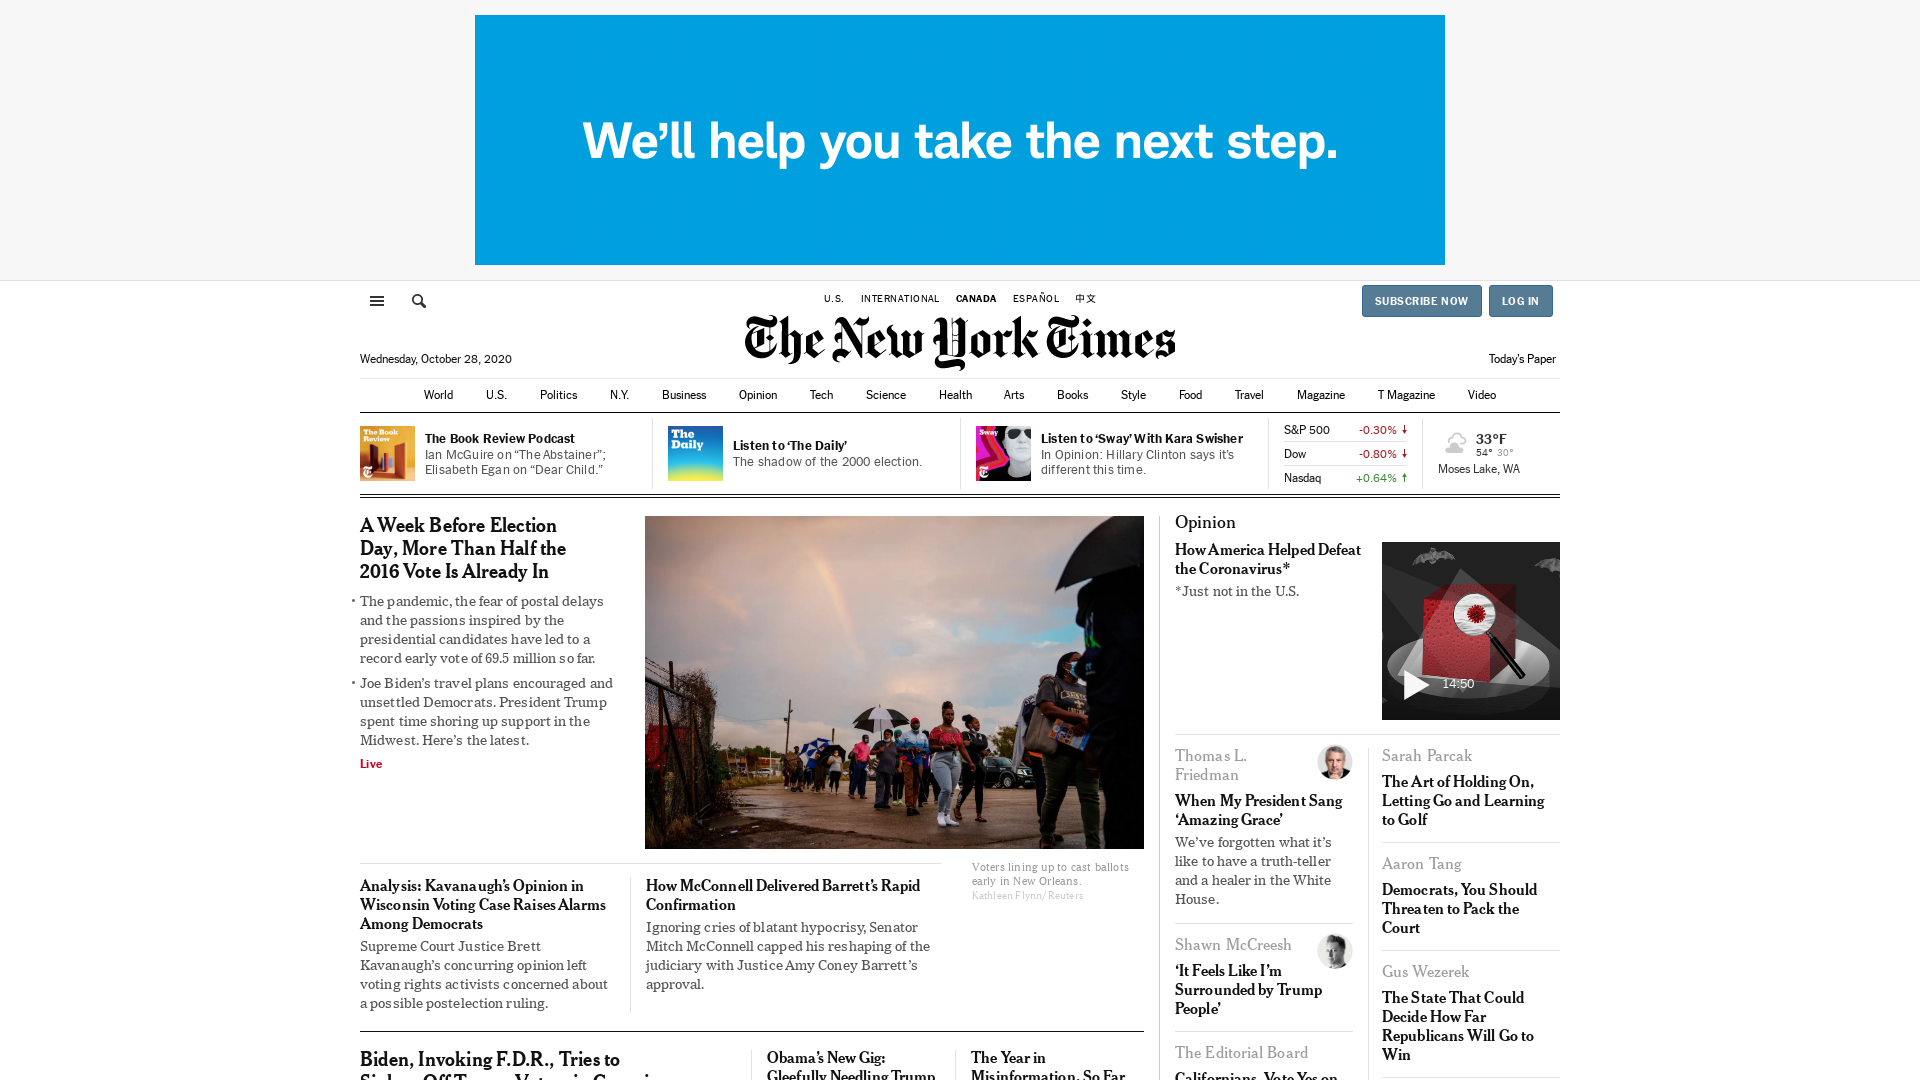 We'll help you take the next step.
U.S. INTERNATIONAL CANADA ESPAÑOL 中文
SUBSCRIBE NOW LOG IN
The New York Times
Wednesday, October 28, 2020
Today's Paper
World U.S. Politics N.Y. Business Opinion Tech Science Health Arts Books Style Food Travel Magazine T Magazine Video
The Book
Review
The Book Review Podcast
Ian McGuire on “The Abstainer”;
Elisabeth Egan on “Dear Child.”
The
Daily
Listen to ‘The Daily’
The shadow of the 2000 election.
Sway
Listen to ‘Sway’ With Kara Swisher
In Opinion: Hillary Clinton says it's
different this time.
S&P 500 -0.30%
Dow -0.80%
Nasdaq +0.64%
33°F
54° 30°
Moses Lake, WA
A Week Before Election
Day, More Than Half the
2016 Vote Is Already In
• The pandemic, the fear of postal delays
and the passions inspired by the
presidential candidates have led to a
record early vote of 69.5 million so far.
• Joe Biden's travel plans encouraged and
unsettled Democrats. President Trump
spent time shoring up support in the
Midwest. Here's the latest.
Live
Voters lining up to cast ballots
early in New Orleans.
Kathleen Flynn/Reuters
Analysis: Kavanaugh's Opinion in
Wisconsin Voting Case Raises Alarms
Among Democrats
Supreme Court Justice Brett
Kavanaugh's concurring opinion left
voting rights activists concerned about
a possible postelection ruling.
How McConnell Delivered Barrett's Rapid
Confirmation
Ignoring cries of blatant hypocrisy, Senator
Mitch McConnell capped his reshaping of the
judiciary with Justice Amy Coney Barrett's
approval.
Biden, Invoking F.D.R., Tries to
Obama's New Gig:
Gleefully Needling Trump
The Year in
Misinformation, So Far
Opinion
How America Helped Defeat
the Coronavirus*
*Just not in the U.S.
14:50
Thomas L.
Friedman
When My President Sang
‘Amazing Grace’
We've forgotten what it's
like to have a truth-teller
and a healer in the White
House.
Shawn McCreesh
‘It Feels Like I'm
Surrounded by Trump
People’
The Editorial Board
Californians, Vote Yes on
Sarah Parcak
The Art of Holding On,
Letting Go and Learning
to Golf
Aaron Tang
Democrats, You Should
Threaten to Pack the
Court
Gus Wezerek
The State That Could
Decide How Far
Republicans Will Go to
Win